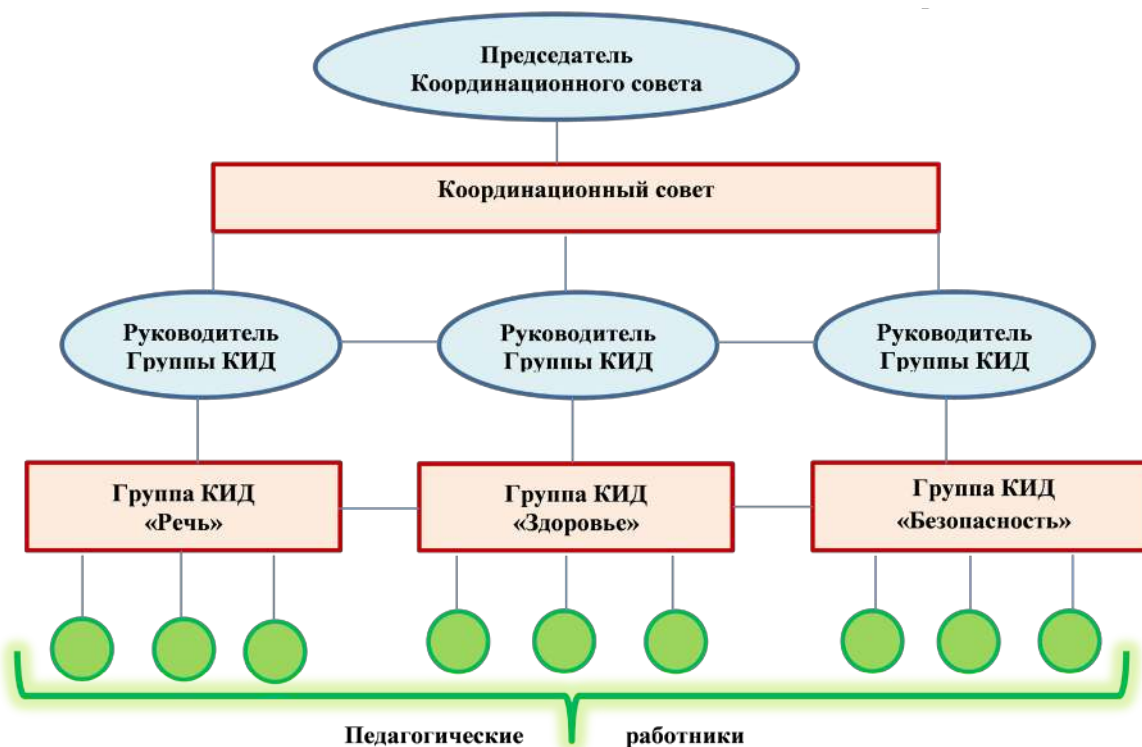 Председатель
Координационного совета
Координационный совет
Руководитель
Группы КИД
Руководитель
Группы КИД
Руководитель
Группы КИД
Группа КИД
«Речь»
Группа КИД
«Здоровье»
Группа КИД
«Безопасность»
Педагогические работники